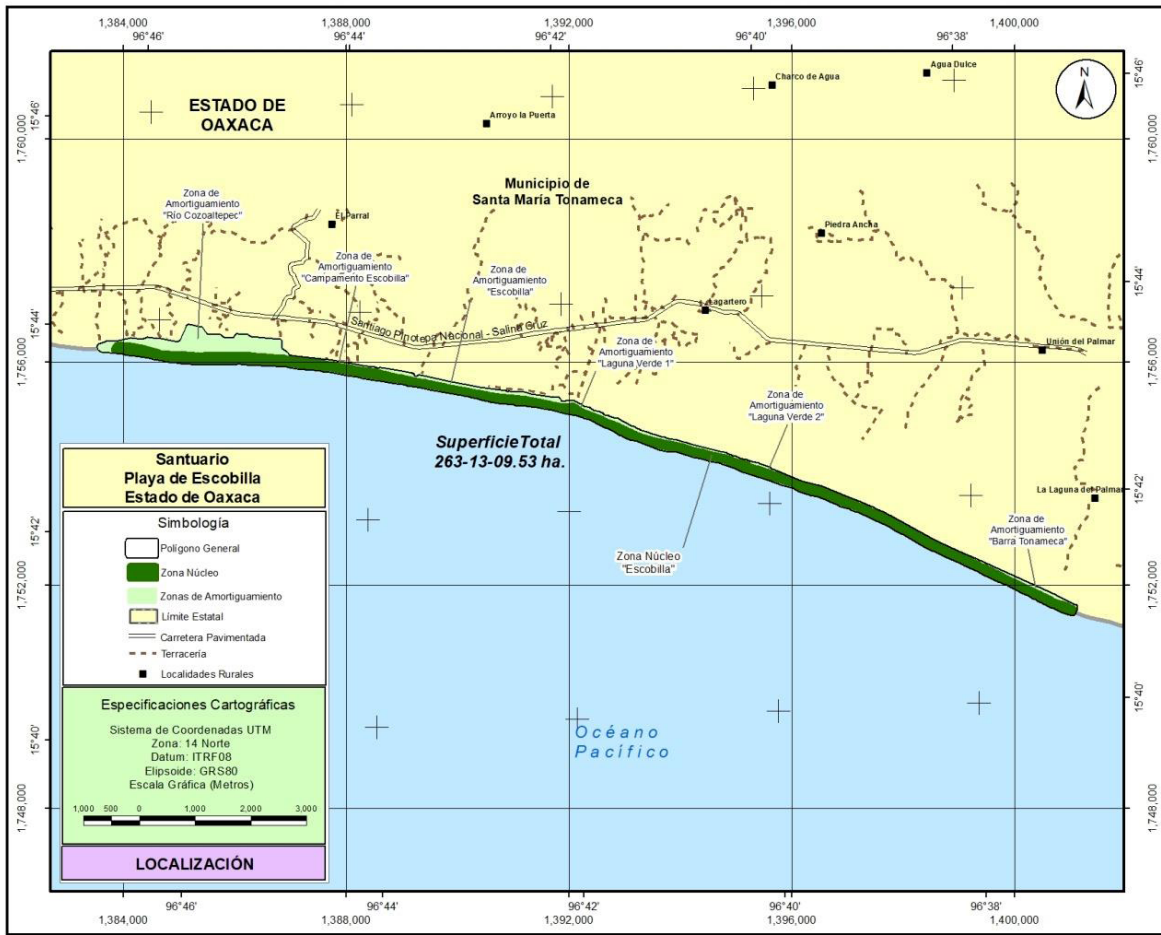 1,384,000
1,388,000
1,392,000
1,396,000
1,400,000
96°46'
96°44'
96°42'
96°40'
96°38'
N
15°46'
15°46'
1,760,000
1,760,000
ESTADO DE
OAXACA
Agua Dulce
Charco de Agua
Arroyo la Puerta
Municipio de
Santa María Tonameca
Zona de
Amortiguamiento
"Río Cozoaltepec"
El Parral
Piedra Ancha
Zona de
Amortiguamiento
"Campamento Escobilla"
Zona de
Amortiguamiento
"Escobilla"
15°44'
15°44'
Lagartero
Santiago Pinotepa Nacional - Salina Cruz
Unión del Palmar
Zona de
Amortiguamiento
"Laguna Verde 1"
1,756,000
1,756,000
Zona de
Amortiguamiento
"Laguna Verde 2"
Superficie Total
263-13-09.53 ha.
Santuario
Playa de Escobilla
Estado de Oaxaca
La Laguna del Palmar
15°42'
15°42'
Zona de
Amortiguamiento
"Barra Tonameca"
Zona Núcleo
"Escobilla"
1,752,000
1,752,000
Simbología
Polígono General
Zona Núcleo
Zonas de Amortiguamiento
Límite Estatal
Carretera Pavimentada
Terracería
Localidades Rurales
15°40'
15°40'
Océano
Pacífico
Especificaciones Cartográficas
Sistema de Coordenadas UTM
Zona: 14 Norte
Datum: ITRF08
Elipsoide: GRS80
Escala Gráfica (Metros)
1,000 500 0 1,000 2,000 3,000
1,748,000
1,748,000
LOCALIZACIÓN
96°46'
96°44'
96°42'
96°40'
96°38'
1,384,000
1,388,000
1,392,000
1,396,000
1,400,000